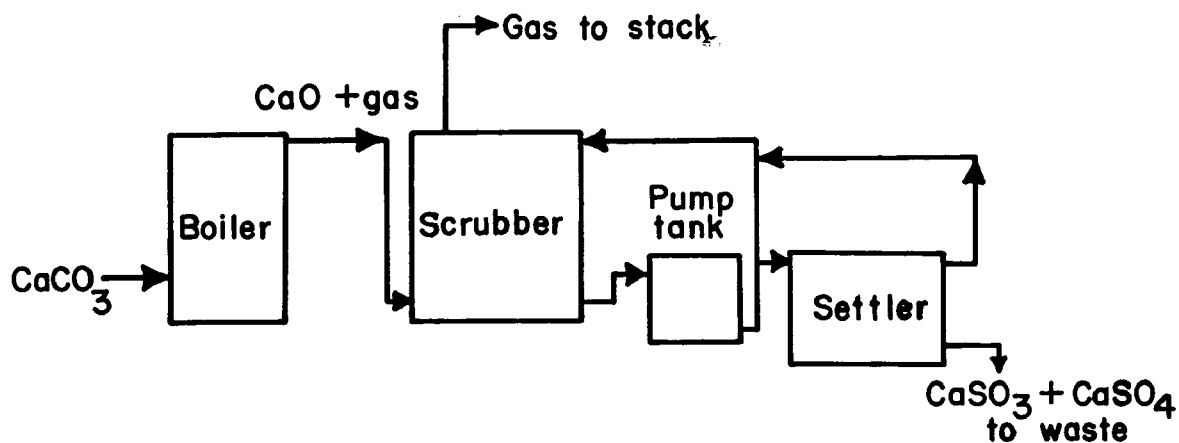 Gas to stack
CaO + gas
Boiler
Scrubber
Pump
tank
CaCO₃
Settler
CaSO₃ + CaSO₄
to waste